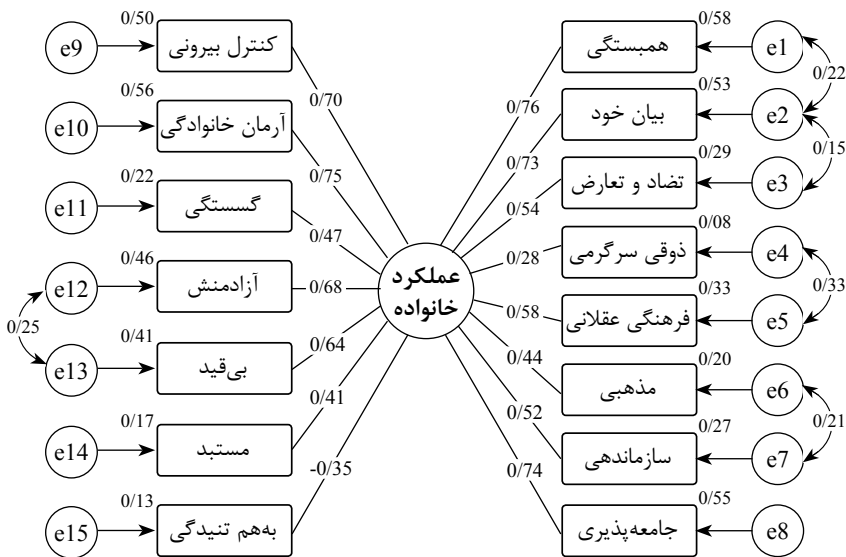 0/50
e9
کنترل بیرونی
0/70
0/56
e10
آرمان خانوادگی
0/75
0/22
e11
گسستگی
0/47
0/46
e12
آزادمنش
0/68
0/25
0/41
e13
بی‌قید
0/64
0/17
e14
مستبد
0/41
0/13
e15
به‌هم تنیدگی
-0/35
عملکرد
خانواده
0/58
همبستگی
e1
0/76
0/22
0/53
بیان خود
e2
0/73
0/15
0/29
تضاد و تعارض
e3
0/54
0/08
ذوقی سرگرمی
e4
0/28
0/33
0/33
فرهنگی عقلانی
e5
0/58
0/20
مذهبی
e6
0/44
0/21
0/27
سازماندهی
e7
0/52
0/55
جامعه‌پذیری
e8
0/74